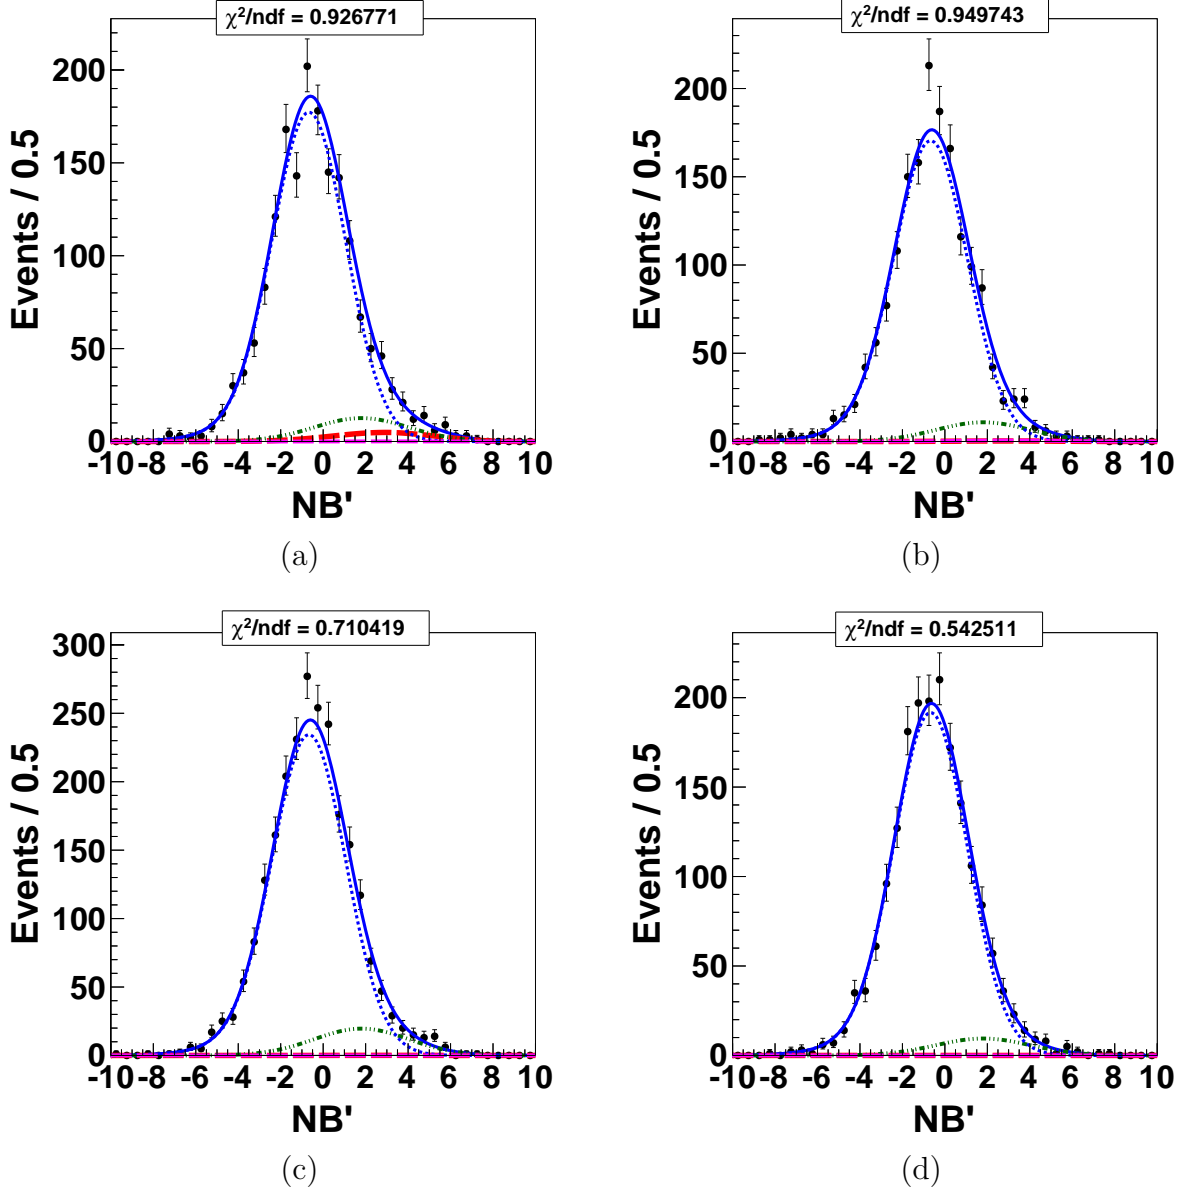 χ²/ndf = 0.926771
Events / 0.5
200
150
100
50
0
-10 -8 -6 -4 -2 0 2 4 6 8 10
NB'
(a)
χ²/ndf = 0.949743
Events / 0.5
200
150
100
50
0
-10 -8 -6 -4 -2 0 2 4 6 8 10
NB'
(b)
χ²/ndf = 0.710419
Events / 0.5
300
250
200
150
100
50
0
-10 -8 -6 -4 -2 0 2 4 6 8 10
NB'
(c)
χ²/ndf = 0.542511
Events / 0.5
200
150
100
50
0
-10 -8 -6 -4 -2 0 2 4 6 8 10
NB'
(d)